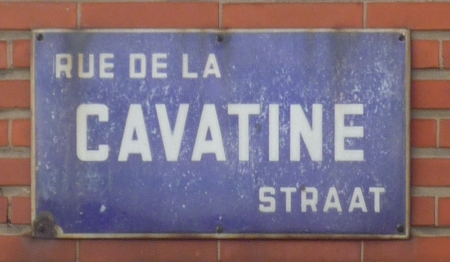 RUE DE LA
CAVATINE
STRAAT